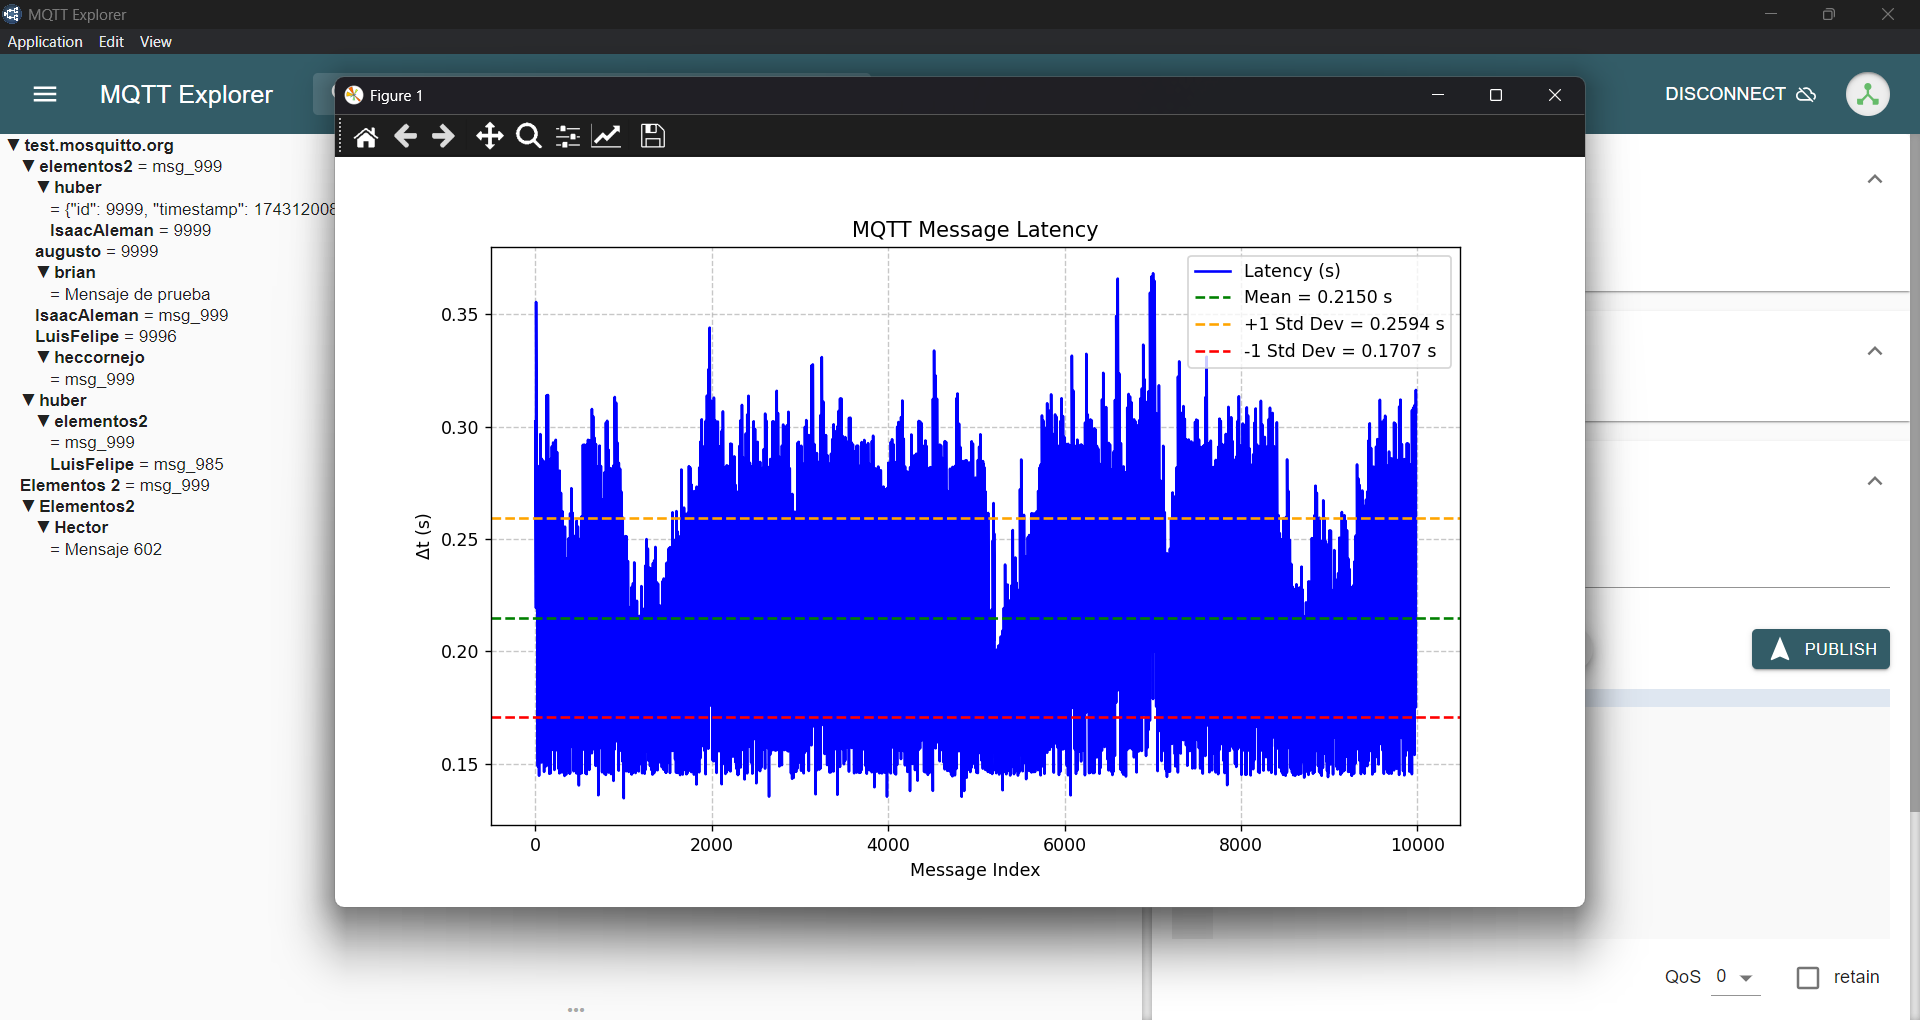 MQTT Explorer
Application Edit View
MQTT Explorer
DISCONNECT
Figure 1
test.mosquitto.org
elementos2 = msg_999
huber
= {"id": 9999, "timestamp": 174312008
IsaacAleman = 9999
augusto = 9999
brian
= Mensaje de prueba
IsaacAleman = msg_999
LuisFelipe = 9996
heccornejo
= msg_999
huber
elementos2
= msg_999
LuisFelipe = msg_985
Elementos 2 = msg_999
Elementos2
Hector
= Mensaje 602
MQTT Message Latency
Latency (s)
Mean = 0.2150 s
+1 Std Dev = 0.2594 s
-1 Std Dev = 0.1707 s
0.35
0.30
0.25
0.20
0.15
Δt (s)
0 2000 4000 6000 8000 10000
Message Index
PUBLISH
QoS 0 retain